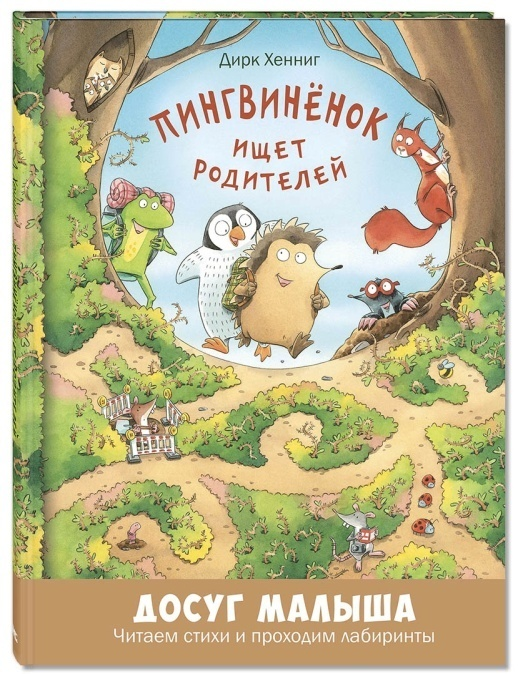 Дирк Хенниг
ПИНГВИНЁНОК
ИЩЕТ
РОДИТЕЛЕЙ
ДОСУГ МАЛЫША
Читаем стихи и проходим лабиринты